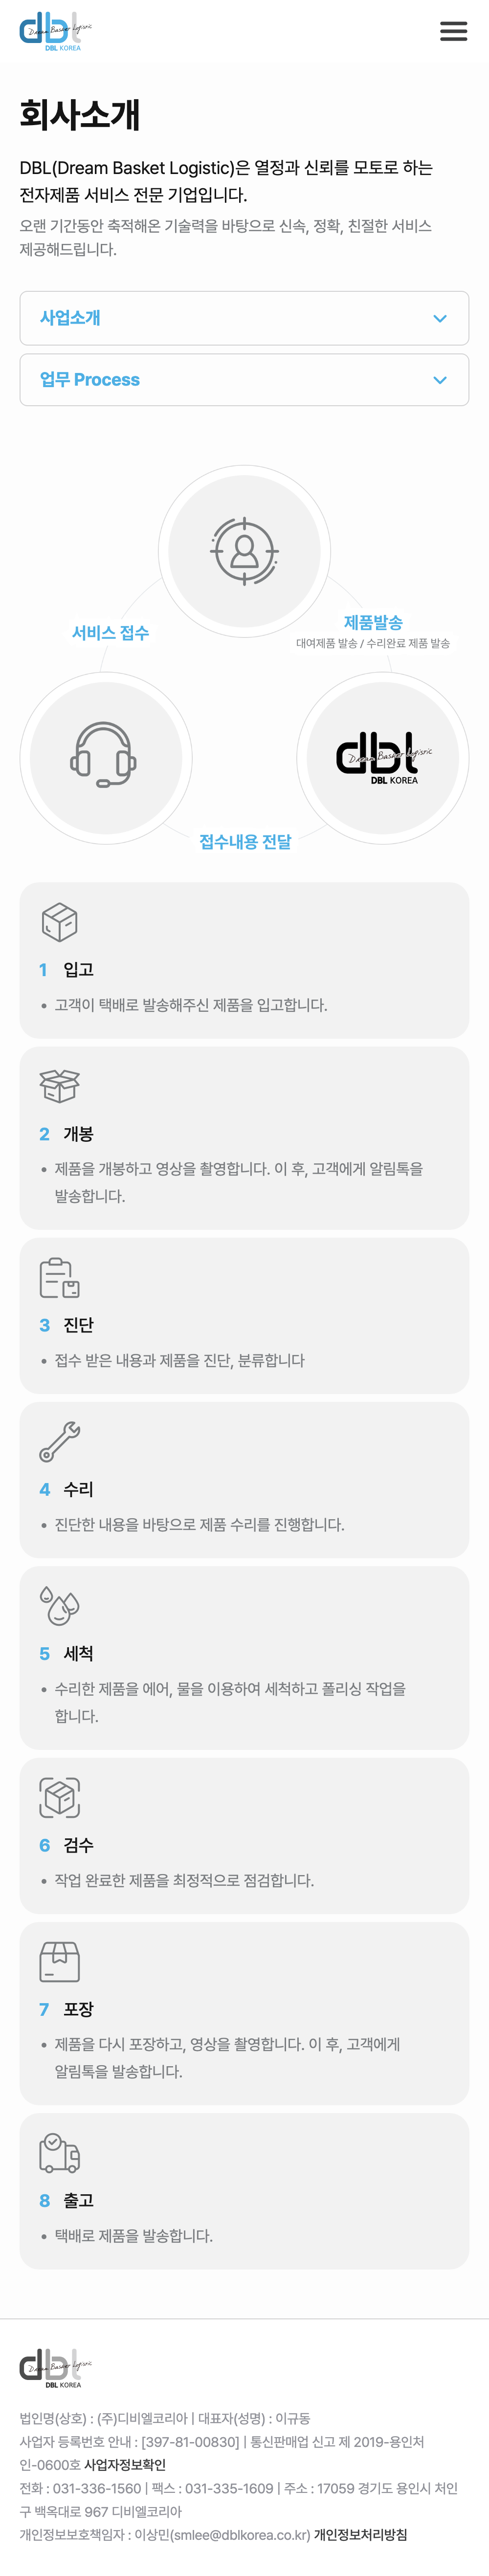 dbl
Dream Basket Logistic
DBL KOREA
회사소개
DBL(Dream Basket Logistic)은 열정과 신뢰를 모토로 하는
전자제품 서비스 전문 기업입니다.
오랜 기간동안 축적해온 기술력을 바탕으로 신속, 정확, 친절한 서비스
제공해드립니다.
사업소개
업무 Process
제품발송
서비스 접수
대여제품 발송 / 수리완료 제품 발송
dbl
Dream Basket Logistic
DBL KOREA
접수내용 전달
1 입고
• 고객이 택배로 발송해주신 제품을 입고합니다.
2 개봉
• 제품을 개봉하고 영상을 촬영합니다. 이 후, 고객에게 알림톡을
발송합니다.
3 진단
• 접수 받은 내용과 제품을 진단, 분류합니다
4 수리
• 진단한 내용을 바탕으로 제품 수리를 진행합니다.
5 세척
• 수리한 제품을 에어, 물을 이용하여 세척하고 폴리싱 작업을
합니다.
6 검수
• 작업 완료한 제품을 최정적으로 점검합니다.
7 포장
• 제품을 다시 포장하고, 영상을 촬영합니다. 이 후, 고객에게
알림톡을 발송합니다.
8 출고
• 택배로 제품을 발송합니다.
dbl
Dream Basket Logistic
DBL KOREA
법인명(상호) : (주)디비엘코리아 | 대표자(성명) : 이규동
사업자 등록번호 안내 : [397-81-00830] | 통신판매업 신고 제 2019-용인처
인-0600호 사업자정보확인
전화 : 031-336-1560 | 팩스 : 031-335-1609 | 주소 : 17059 경기도 용인시 처인
구 백옥대로 967 디비엘코리아
개인정보보호책임자 : 이상민(smlee@dblkorea.co.kr) 개인정보처리방침